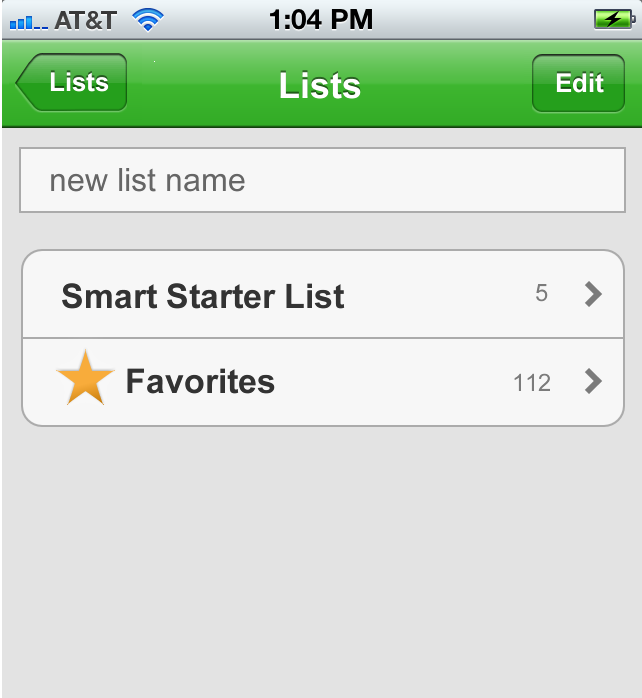 AT&T 1:04 PM
Lists Lists Edit
new list name
Smart Starter List 5
Favorites 112